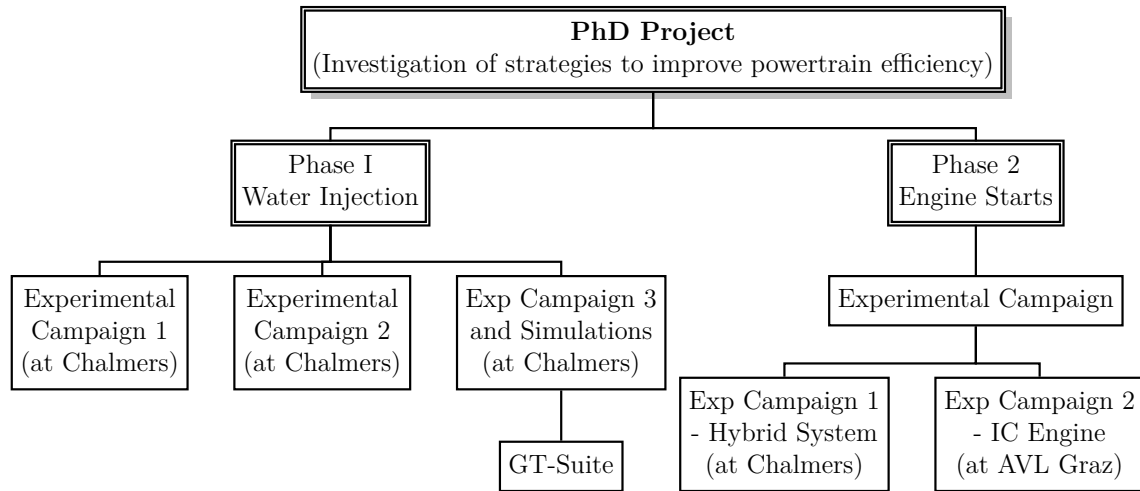 PhD Project
(Investigation of strategies to improve powertrain efficiency)
Phase I
Water Injection
Phase 2
Engine Starts
Experimental
Campaign 1
(at Chalmers)
Experimental
Campaign 2
(at Chalmers)
Exp Campaign 3
and Simulations
(at Chalmers)
Experimental Campaign
GT-Suite
Exp Campaign 1
- Hybrid System
(at Chalmers)
Exp Campaign 2
- IC Engine
(at AVL Graz)